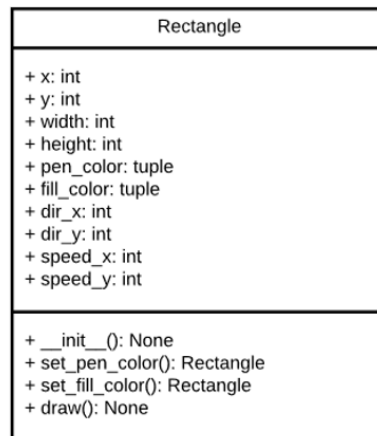 Rectangle
+ x: int
+ y: int
+ width: int
+ height: int
+ pen_color: tuple
+ fill_color: tuple
+ dir_x: int
+ dir_y: int
+ speed_x: int
+ speed_y: int
+ __init__(): None
+ set_pen_color(): Rectangle
+ set_fill_color(): Rectangle
+ draw(): None